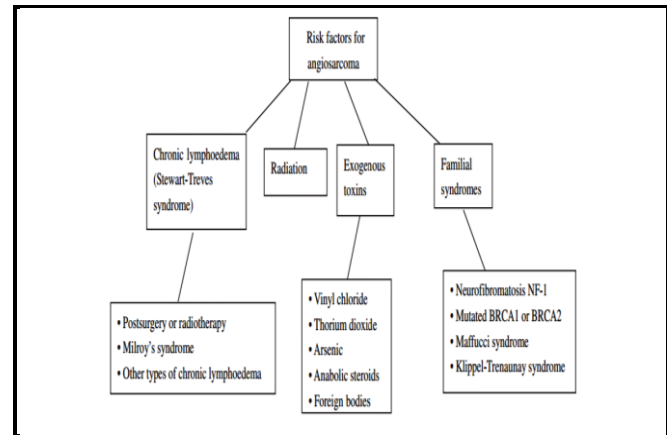 Risk factors for
angiosarcoma
Chronic lymphoedema
(Stewart-Treves
syndrome)
Radiation
Exogenous
toxins
Familial
syndromes
• Postsurgery or radiotherapy
• Milroy's syndrome
• Other types of chronic lymphoedema
• Vinyl chloride
• Thorium dioxide
• Arsenic
• Anabolic steroids
• Foreign bodies
• Neurofibromatosis NF-1
• Mutated BRCA1 or BRCA2
• Maffucci syndrome
• Klippel-Trenaunay syndrome